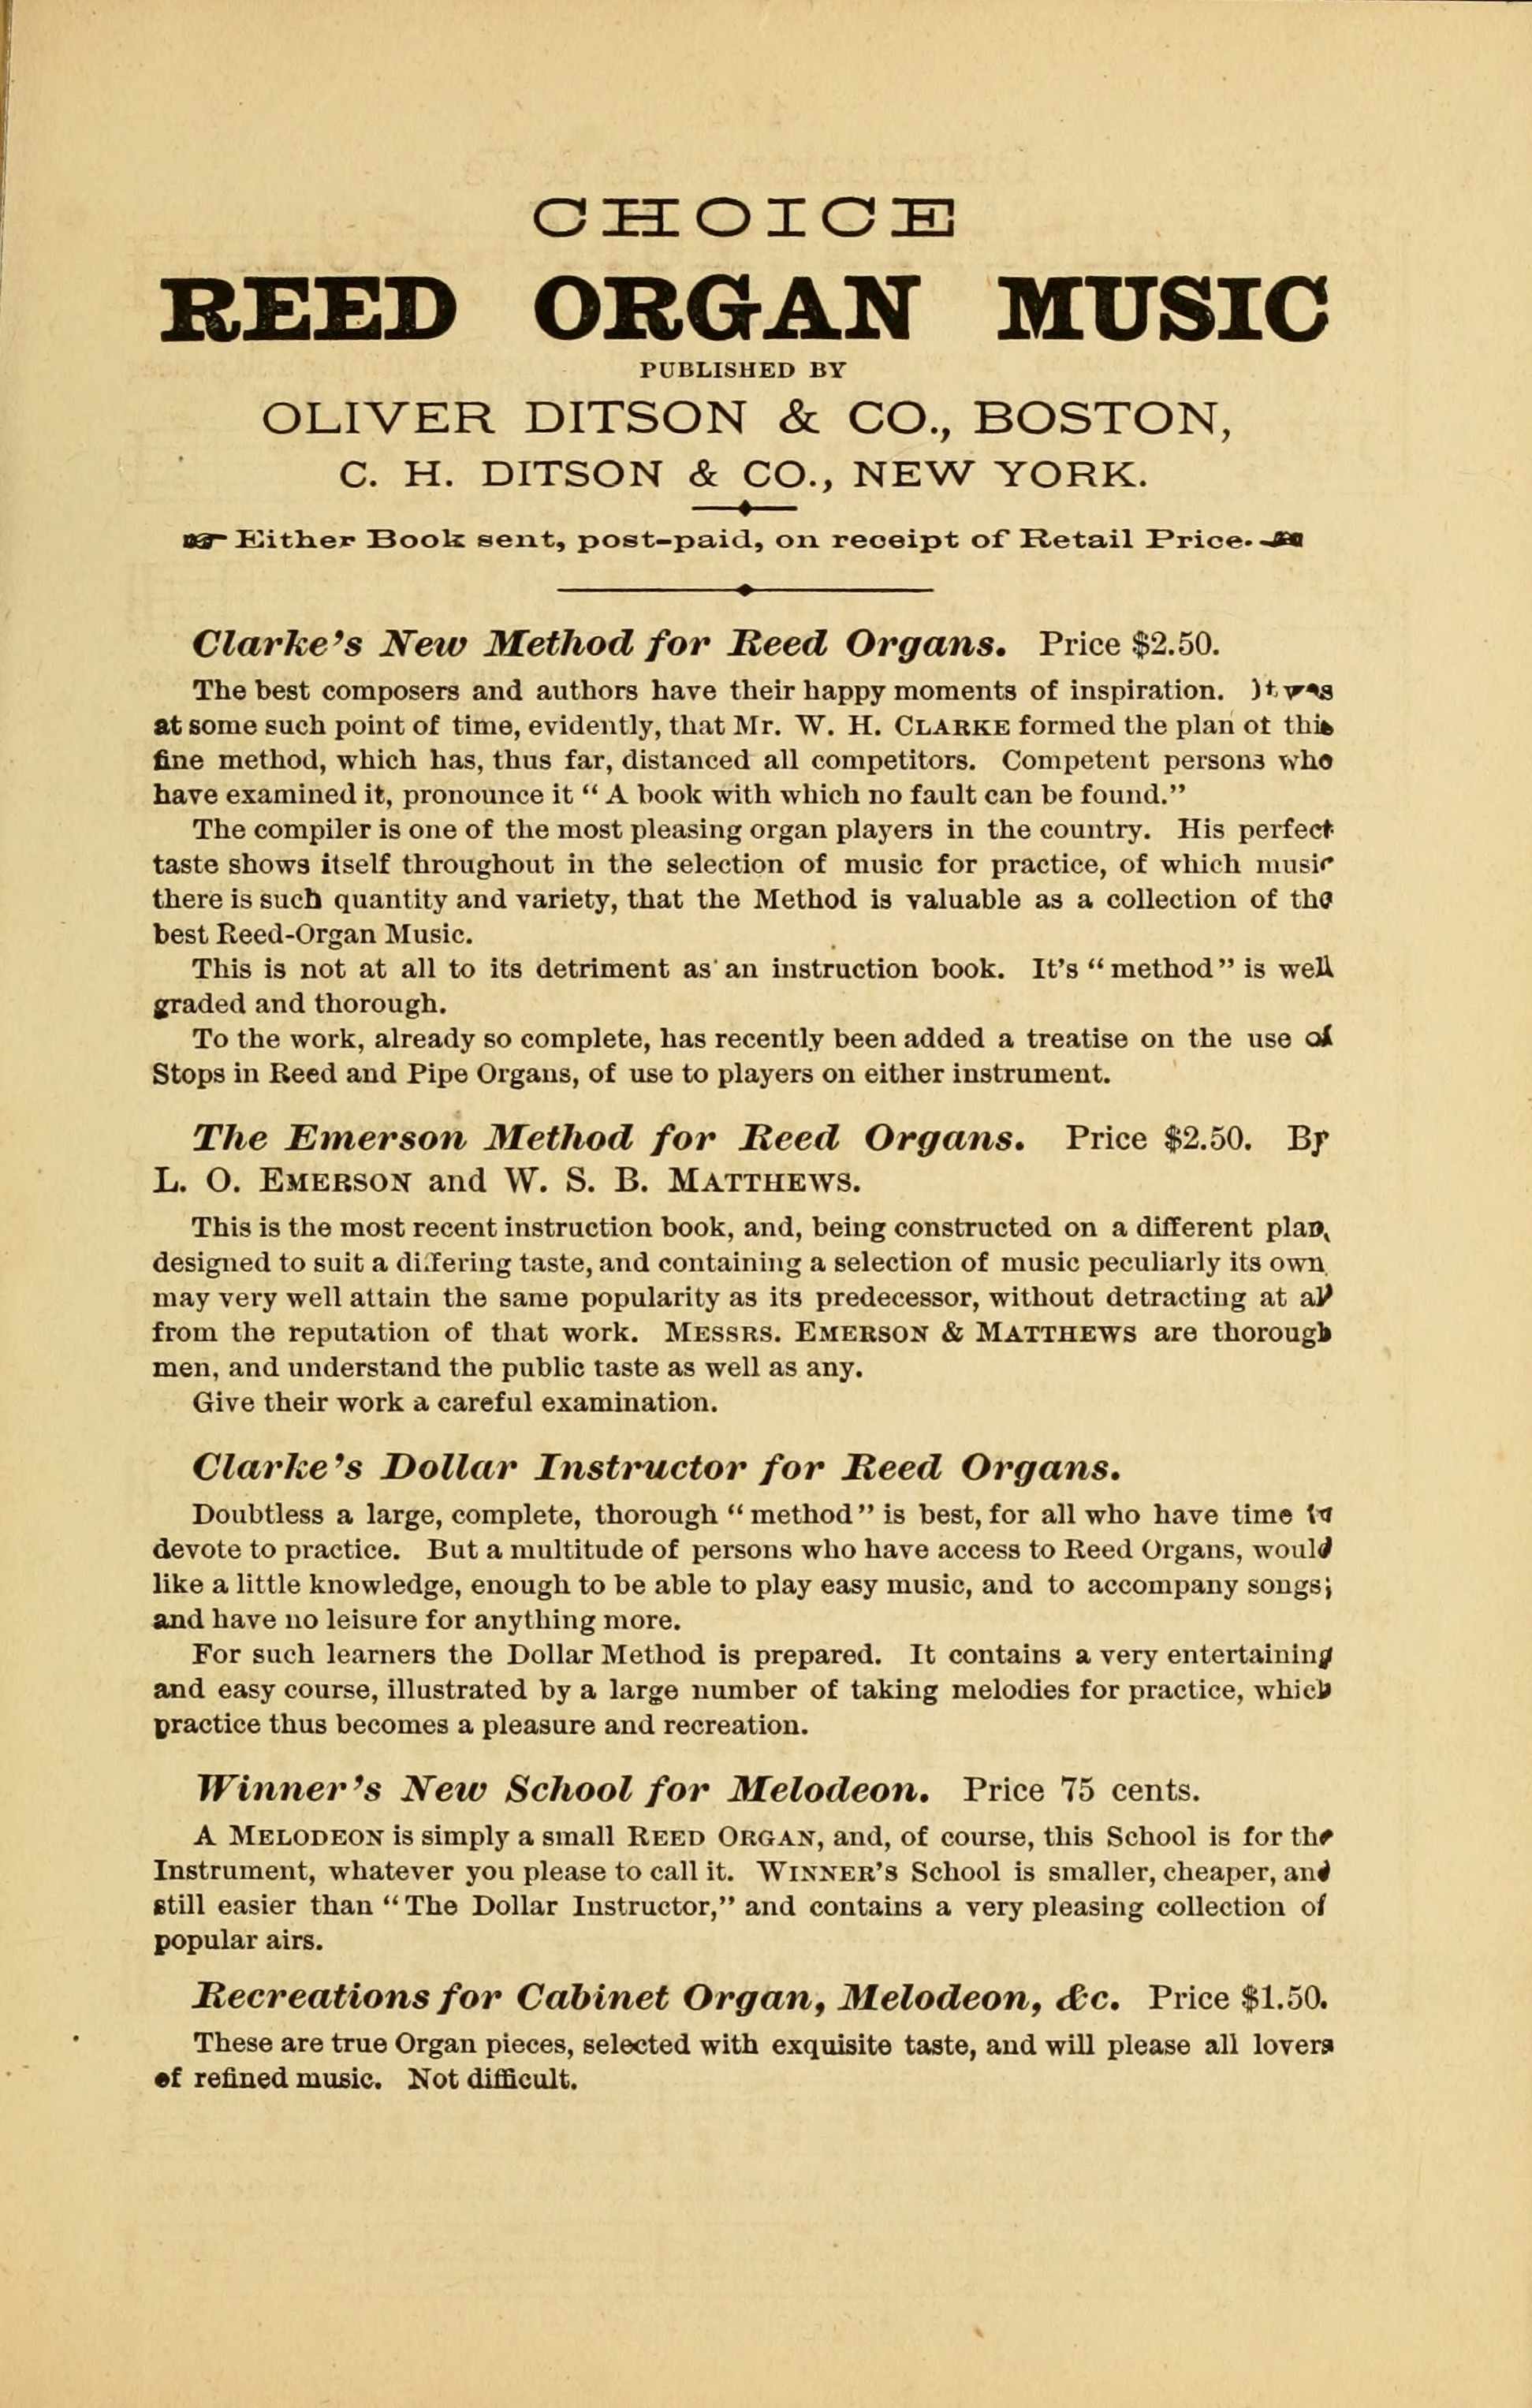 CHOICE
REED ORGAN MUSIC
PUBLISHED BY
OLIVER DITSON & CO., BOSTON,
C. H. DITSON & CO., NEW YORK.
☞ Either Book sent, post-paid, on receipt of Retail Price. ☜
Clarke's New Method for Reed Organs. Price $2.50.
The best composers and authors have their happy moments of inspiration. It was
at some such point of time, evidently, that Mr. W. H. CLARKE formed the plan of this
fine method, which has, thus far, distanced all competitors. Competent persons who
have examined it, pronounce it "A book with which no fault can be found."
The compiler is one of the most pleasing organ players in the country. His perfect
taste shows itself throughout in the selection of music for practice, of which music
there is such quantity and variety, that the Method is valuable as a collection of the
best Reed-Organ Music.
This is not at all to its detriment as an instruction book. It's "method" is well
graded and thorough.
To the work, already so complete, has recently been added a treatise on the use of
Stops in Reed and Pipe Organs, of use to players on either instrument.
The Emerson Method for Reed Organs. Price $2.50. By
L. O. EMERSON and W. S. B. MATTHEWS.
This is the most recent instruction book, and, being constructed on a different plan,
designed to suit a differing taste, and containing a selection of music peculiarly its own,
may very well attain the same popularity as its predecessor, without detracting at all
from the reputation of that work. MESSRS. EMERSON & MATTHEWS are thorough
men, and understand the public taste as well as any.
Give their work a careful examination.
Clarke's Dollar Instructor for Reed Organs.
Doubtless a large, complete, thorough "method" is best, for all who have time to
devote to practice. But a multitude of persons who have access to Reed Organs, would
like a little knowledge, enough to be able to play easy music, and to accompany songs;
and have no leisure for anything more.
For such learners the Dollar Method is prepared. It contains a very entertaining
and easy course, illustrated by a large number of taking melodies for practice, which
practice thus becomes a pleasure and recreation.
Winner's New School for Melodeon. Price 75 cents.
A MELODEON is simply a small REED ORGAN, and, of course, this School is for the
Instrument, whatever you please to call it. WINNER'S School is smaller, cheaper, and
still easier than "The Dollar Instructor," and contains a very pleasing collection of
popular airs.
Recreations for Cabinet Organ, Melodeon, &c. Price $1.50.
These are true Organ pieces, selected with exquisite taste, and will please all lovers
of refined music. Not difficult.